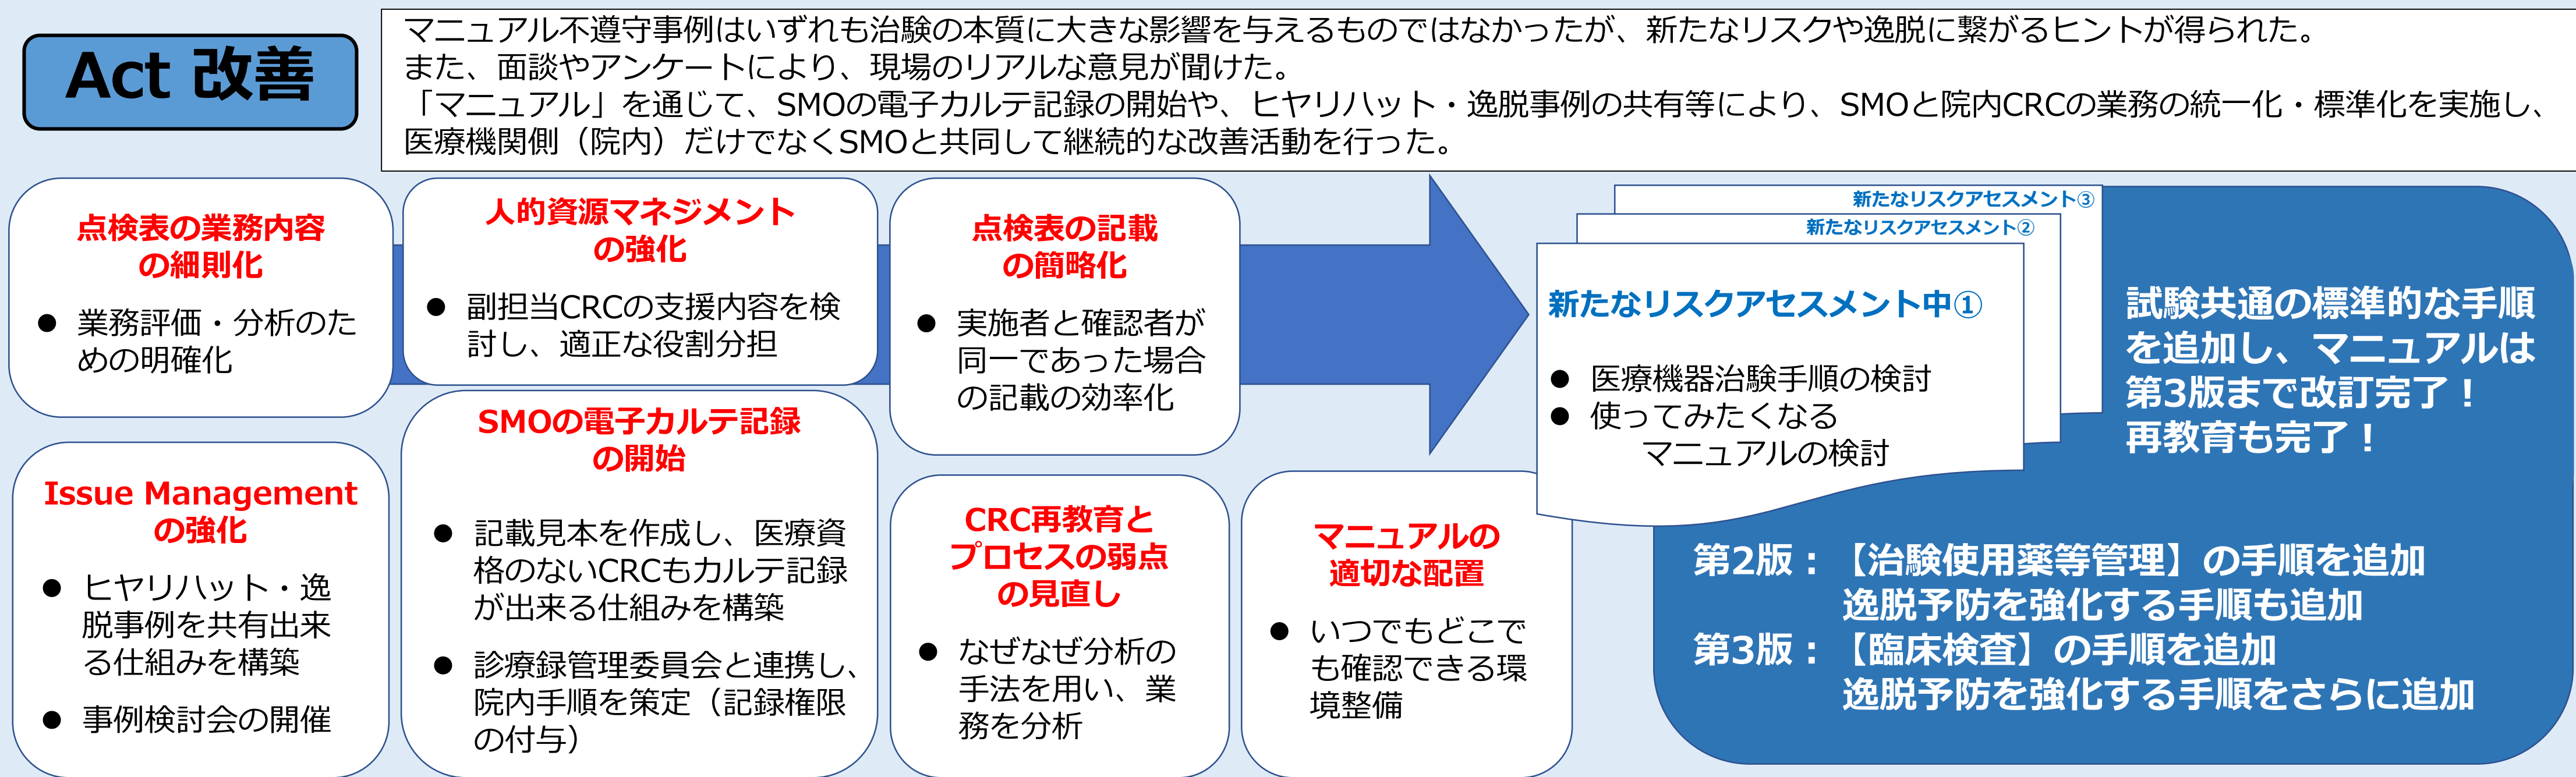 Act 改善
マニュアル不遵守事例はいずれも治験の本質に大きな影響を与えるものではなかったが、新たなリスクや逸脱に繋がるヒントが得られた。
また、面談やアンケートにより、現場のリアルな意見が聞けた。
「マニュアル」を通じて、SMOの電子カルテ記録の開始や、ヒヤリハット・逸脱事例の共有等により、SMOと院内CRCの業務の統一化・標準化を実施し、
医療機関側（院内）だけでなくSMOと共同して継続的な改善活動を行った。
点検表の業務内容
の細則化
● 業務評価・分析のた
めの明確化
Issue Management
の強化
● ヒヤリハット・逸
脱事例を共有出来
る仕組みを構築
● 事例検討会の開催
人的資源マネジメント
の強化
● 副担当CRCの支援内容を検
討し、適正な役割分担
SMOの電子カルテ記録
の開始
● 記載見本を作成し、医療資
格のないCRCもカルテ記録
が出来る仕組みを構築
● 診療録管理委員会と連携し、
院内手順を策定（記録権限
の付与）
点検表の記載
の簡略化
● 実施者と確認者が
同一であった場合
の記載の効率化
CRC再教育と
プロセスの弱点
の見直し
● なぜなぜ分析の
手法を用い、業
務を分析
マニュアルの
適切な配置
● いつでもどこで
も確認できる環
境整備
新たなリスクアセスメント③
新たなリスクアセスメント②
新たなリスクアセスメント中①
● 医療機器治験手順の検討
● 使ってみたくなる
マニュアルの検討
試験共通の標準的な手順
を追加し、マニュアルは
第3版まで改訂完了！
再教育も完了！
第2版：【治験使用薬等管理】の手順を追加
逸脱予防を強化する手順も追加
第3版：【臨床検査】の手順を追加
逸脱予防を強化する手順をさらに追加